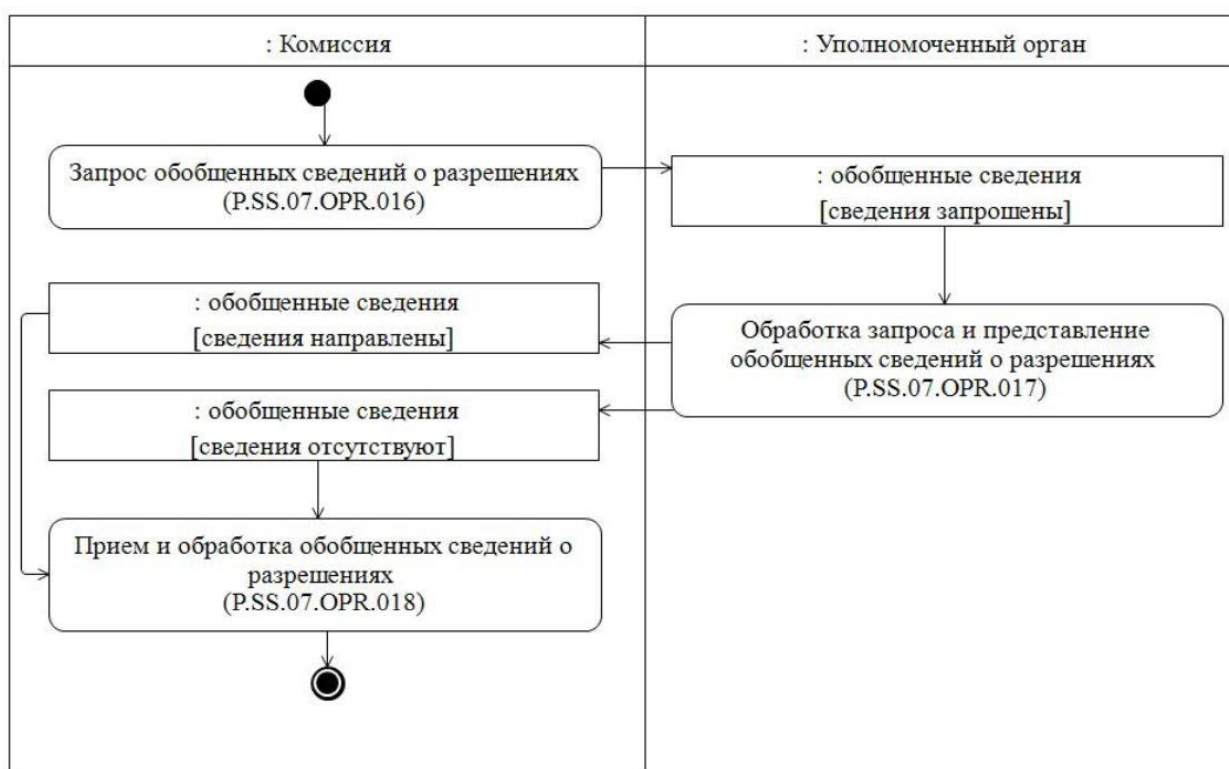 : Комиссия
: Уполномоченный орган
Запрос обобщенных сведений о разрешениях
(P.SS.07.OPR.016)
: обобщенные сведения
[сведения запрошены]
: обобщенные сведения
[сведения направлены]
Обработка запроса и представление
обобщенных сведений о разрешениях
(P.SS.07.OPR.017)
: обобщенные сведения
[сведения отсутствуют]
Прием и обработка обобщенных сведений о
разрешениях
(P.SS.07.OPR.018)